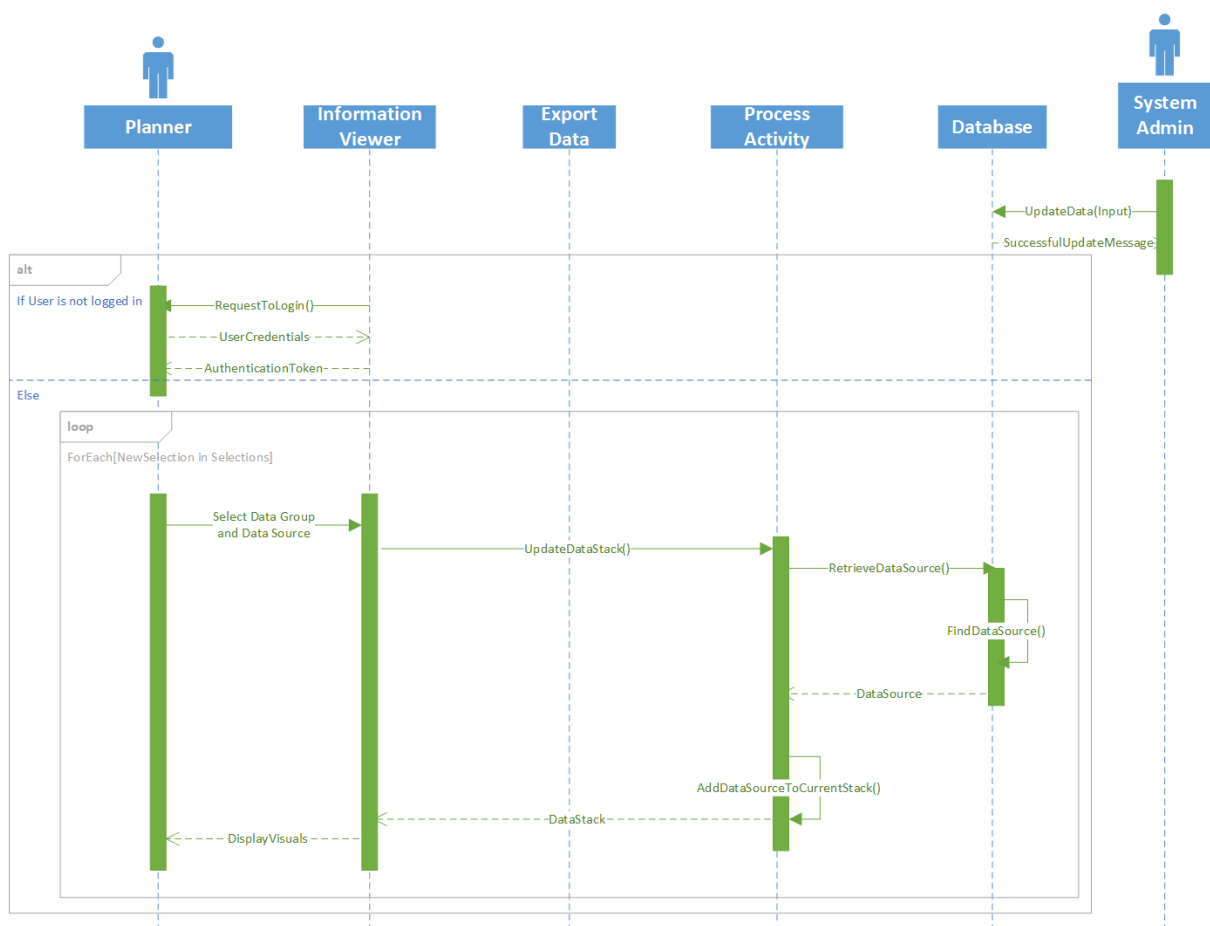 Planner
Information
Viewer
Export
Data
Process
Activity
Database
System
Admin
UpdateData(Input)
SuccessfulUpdateMessage
alt
If User is not logged in
RequestToLogin()
UserCredentials
AuthenticationToken
Else
loop
ForEach[NewSelection in Selections]
Select Data Group
and Data Source
UpdateDataStack()
RetrieveDataSource()
FindDataSource()
DataSource
AddDataSourceToCurrentStack()
DataStack
DisplayVisuals